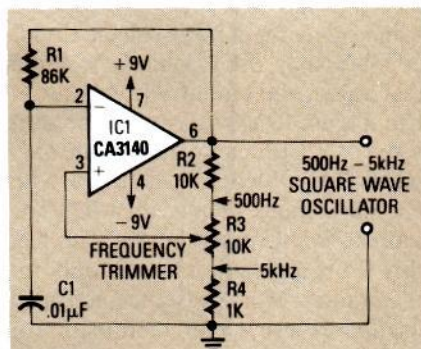 R1
86K
+9V
2
7
IC1
CA3140
6
3
4
-9V
R2
10K
500Hz
R3
10K
FREQUENCY
TRIMMER
5kHz
R4
1K
C1
.01µF
500Hz – 5kHz
SQUARE WAVE
OSCILLATOR